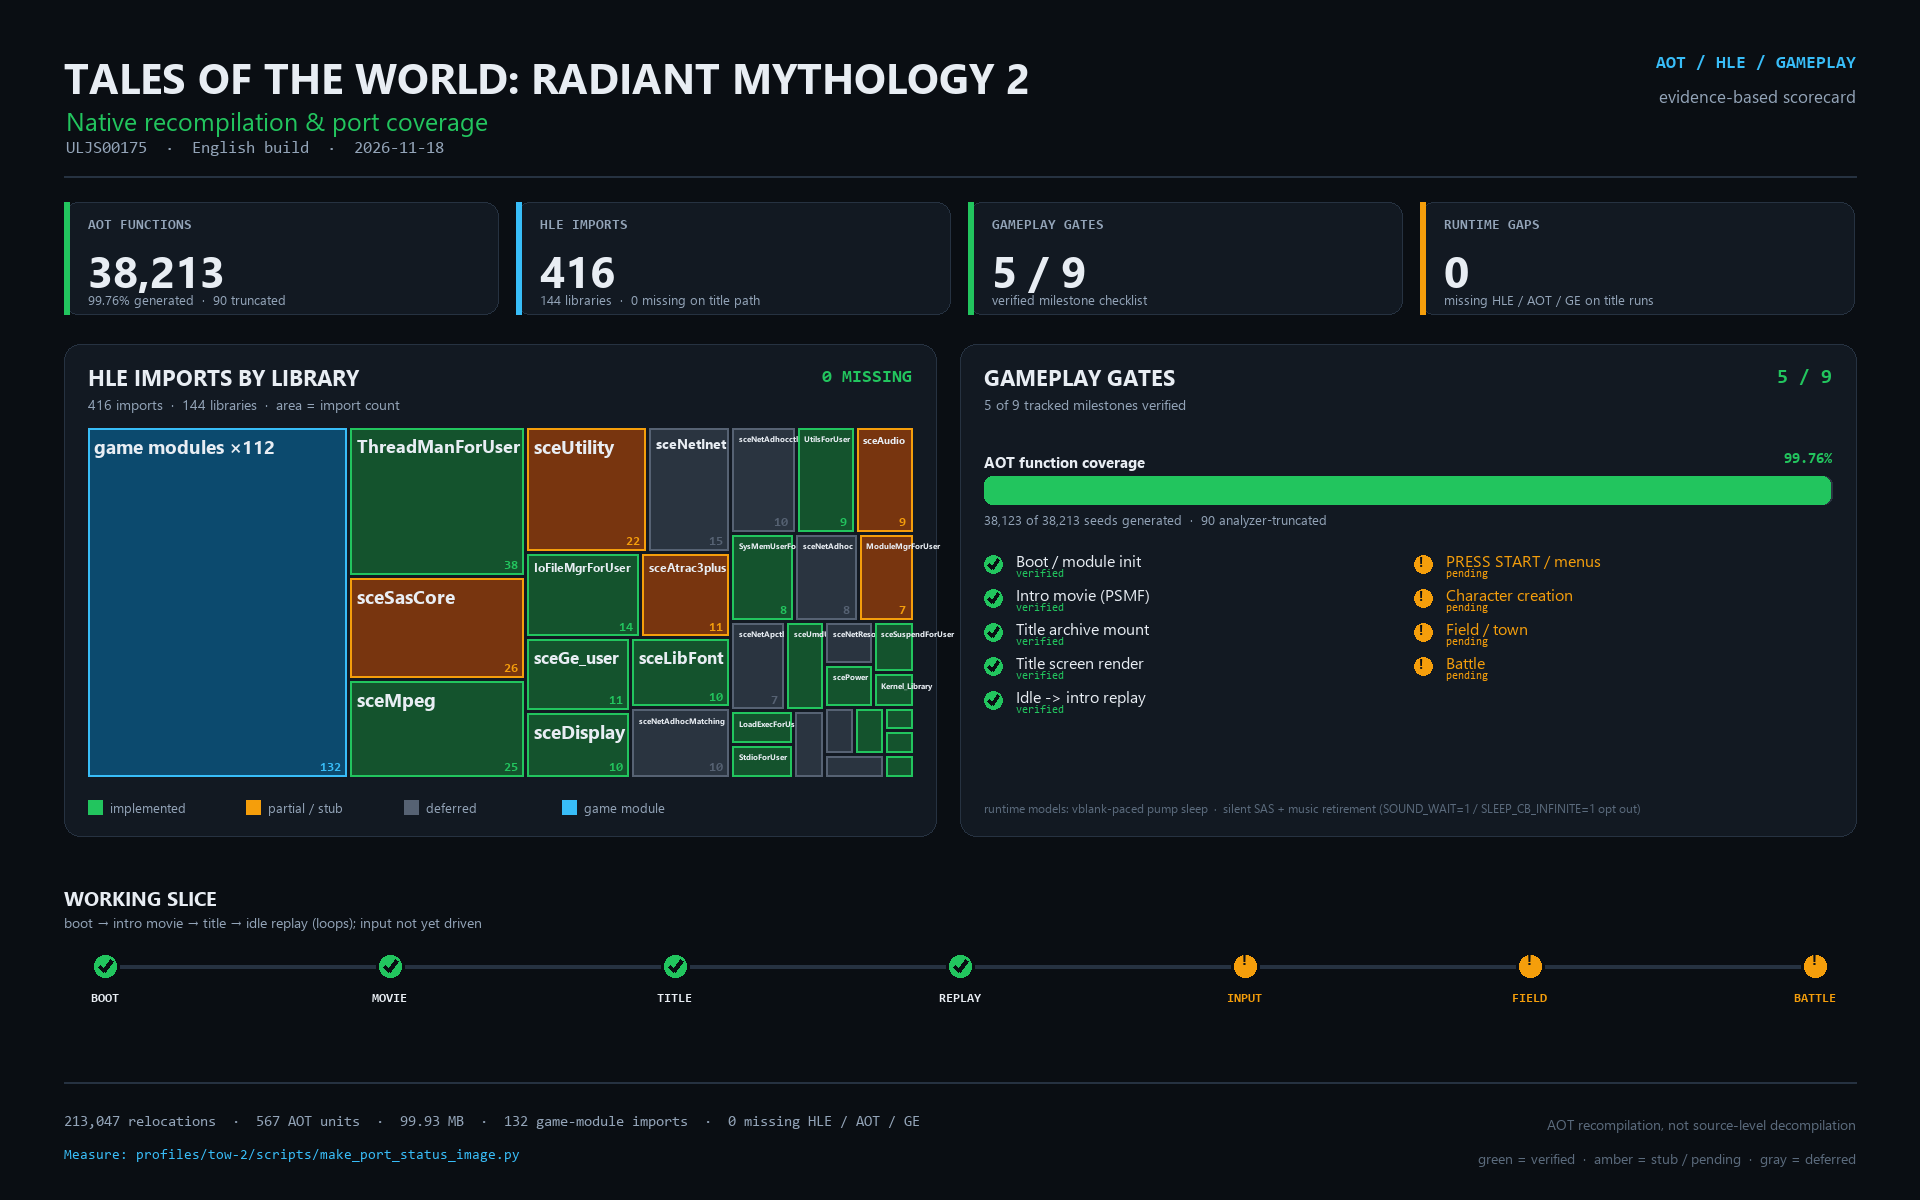 TALES OF THE WORLD: RADIANT MYTHOLOGY 2
Native recompilation & port coverage
ULJS00175 · English build · 2026-11-18
AOT / HLE / GAMEPLAY
evidence-based scorecard
AOT FUNCTIONS
38,213
99.76% generated · 90 truncated
HLE IMPORTS
416
144 libraries · 0 missing on title path
GAMEPLAY GATES
5 / 9
verified milestone checklist
RUNTIME GAPS
0
missing HLE / AOT / GE on title runs
HLE IMPORTS BY LIBRARY
0 MISSING
416 imports · 144 libraries · area = import count
game modules ×112
132
ThreadManForUser
38
sceSasCore
26
sceMpeg
25
sceUtility
22
sceNetInet
15
IoFileMgrForUser
14
sceAtrac3plus
11
sceGe_user
11
sceLibFont
10
sceDisplay
10
sceNetAdhocMatching
10
sceNetAdhocctl
10
UtilsForUser
9
sceAudio
9
SysMemUserFo
8
sceNetAdhoc
8
ModuleMgrForUser
7
sceNetApctl
7
sceUmd
sceNetReso
sceSuspendForUser
scePower
Kernel_Library
LoadExecForUs
StdioForUser
implemented
partial / stub
deferred
game module
GAMEPLAY GATES
5 / 9
5 of 9 tracked milestones verified
AOT function coverage
99.76%
38,123 of 38,213 seeds generated · 90 analyzer-truncated
Boot / module init
verified
Intro movie (PSMF)
verified
Title archive mount
verified
Title screen render
verified
Idle -> intro replay
verified
PRESS START / menus
pending
Character creation
pending
Field / town
pending
Battle
pending
runtime models: vblank-paced pump sleep · silent SAS + music retirement (SOUND_WAIT=1 / SLEEP_CB_INFINITE=1 opt out)
WORKING SLICE
boot → intro movie → title → idle replay (loops); input not yet driven
BOOT
MOVIE
TITLE
REPLAY
INPUT
FIELD
BATTLE
213,047 relocations · 567 AOT units · 99.93 MB · 132 game-module imports · 0 missing HLE / AOT / GE
Measure: profiles/tow-2/scripts/make_port_status_image.py
AOT recompilation, not source-level decompilation
green = verified · amber = stub / pending · gray = deferred